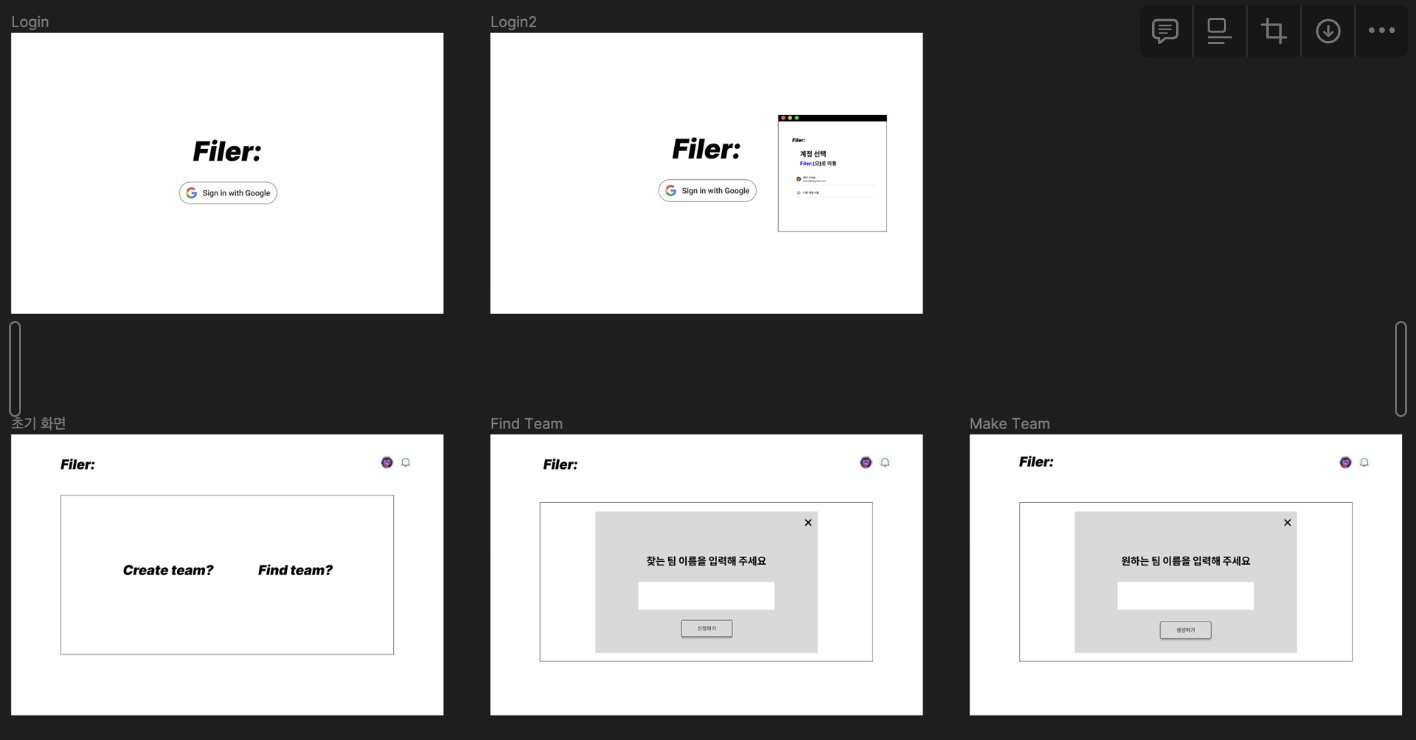 Login
Login2
Filer:
Sign in with Google
Filer:
Sign in with Google
Filer:
계정 선택
Filer:(으)로 이동
초기 화면
Find Team
Make Team
Filer:
Create team?
Find team?
Filer:
찾는 팀 이름을 입력해 주세요
신청하기
Filer:
원하는 팀 이름을 입력해 주세요
생성하기